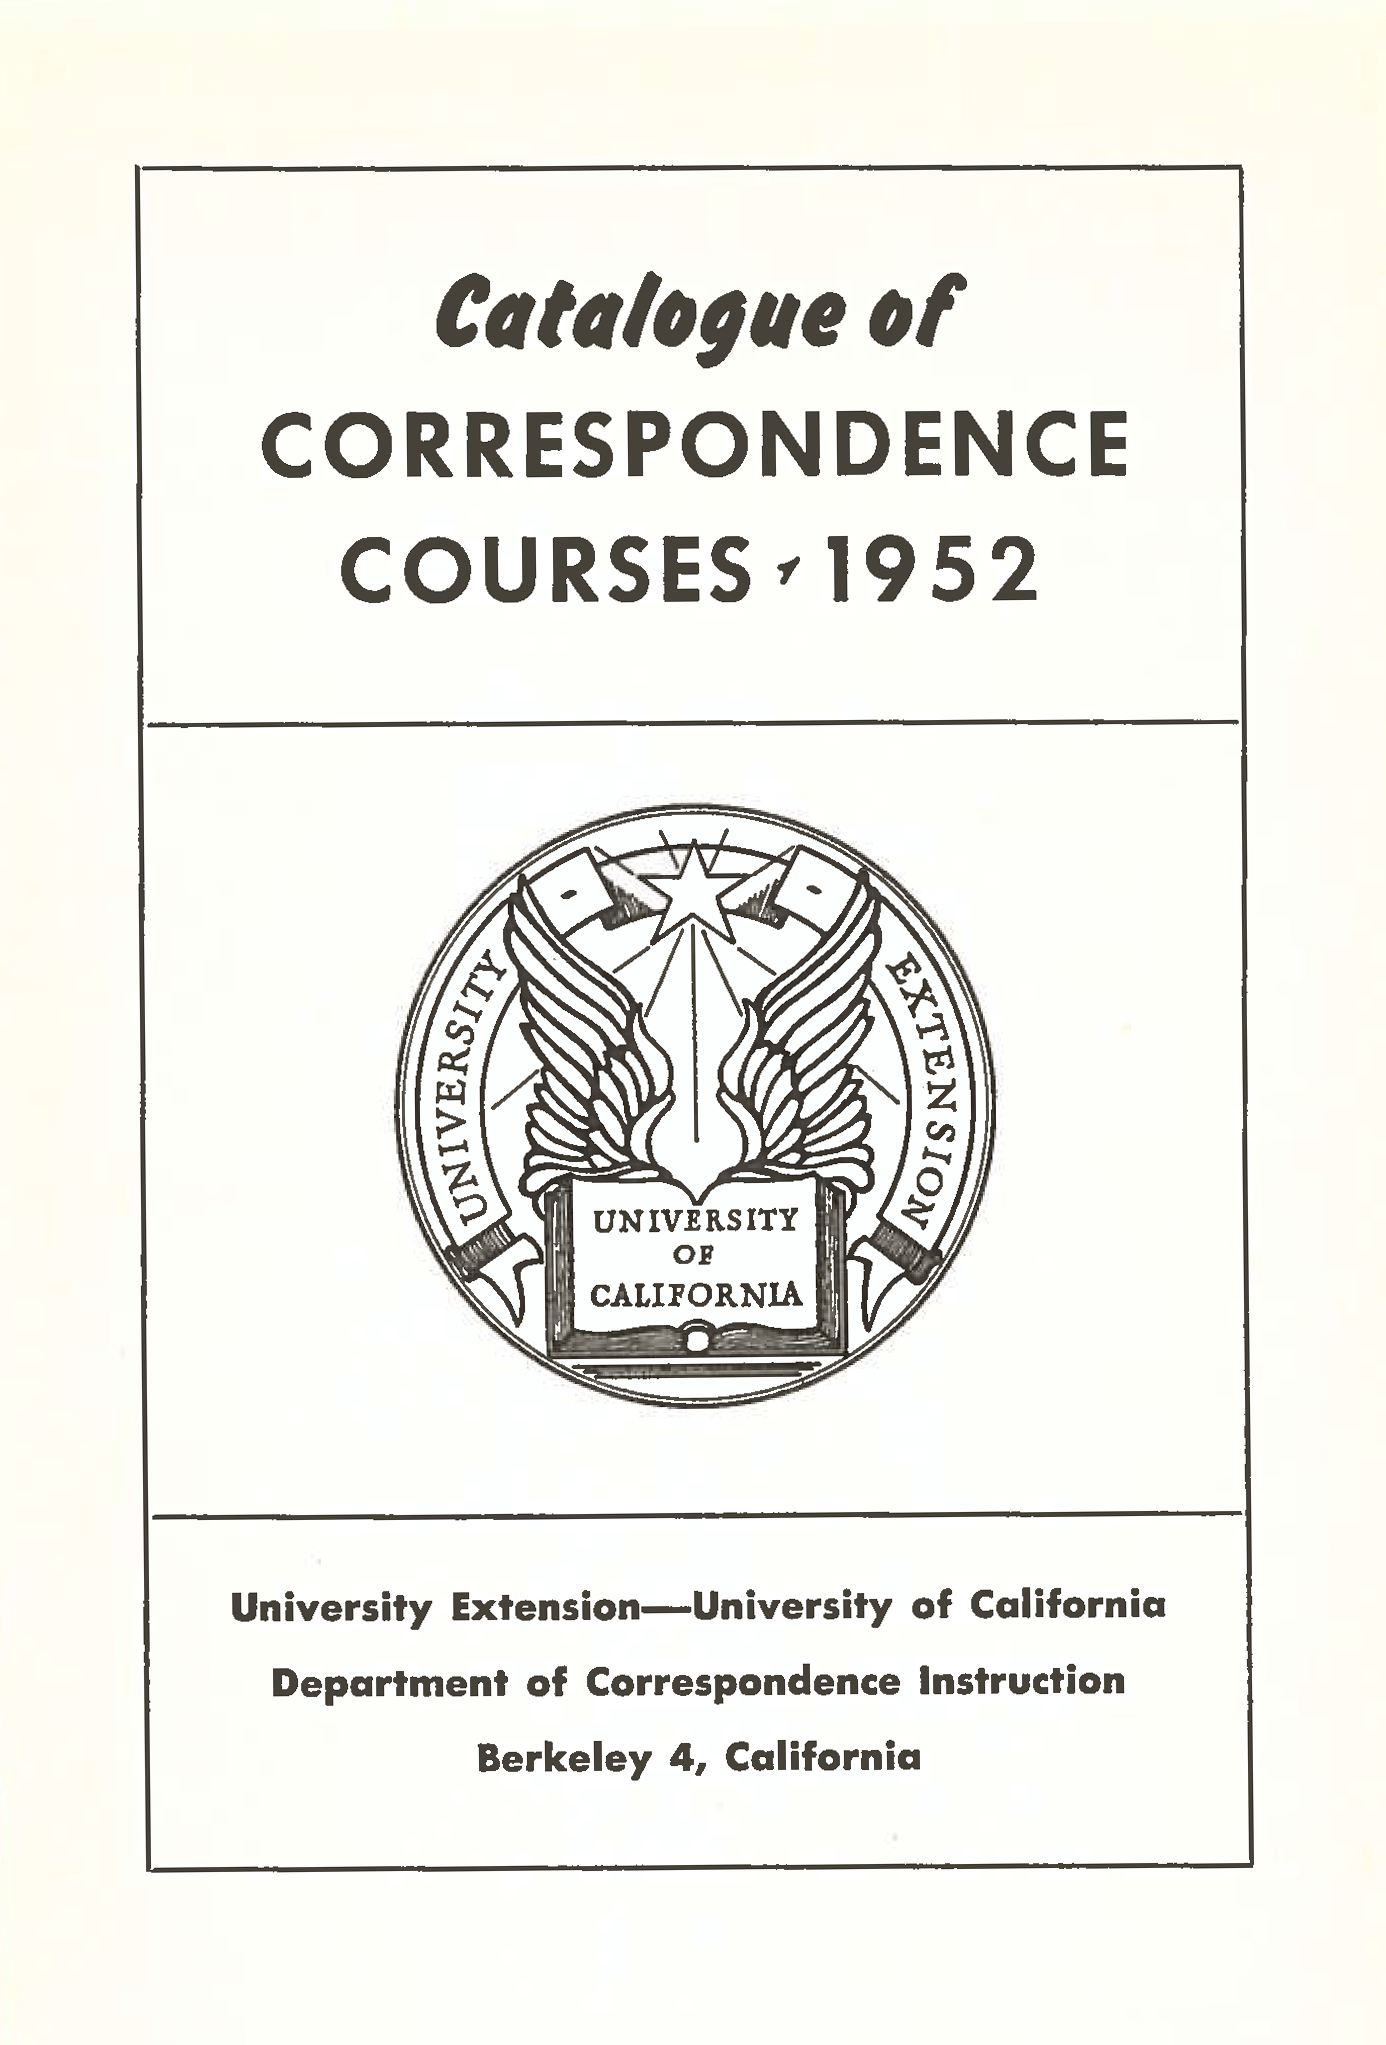 Catalogue of
CORRESPONDENCE
COURSES - 1952
UNIVERSITY EXTENSION
UNIVERSITY
OF
CALIFORNIA
University Extension—University of California
Department of Correspondence Instruction
Berkeley 4, California